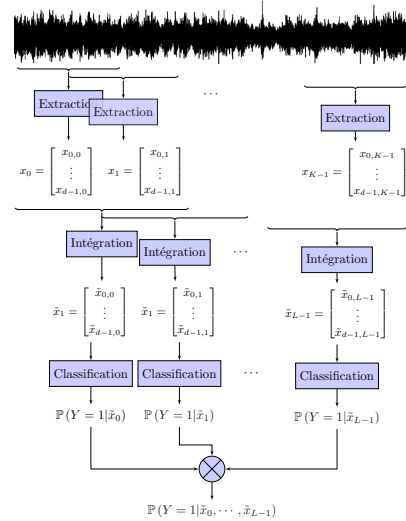 Extraction Extraction ⋯ Extraction
x_0 = [x_{0,0} ⋮ x_{d−1,0}] x_1 = [x_{0,1} ⋮ x_{d−1,1}] x_{K−1} = [x_{0,K−1} ⋮ x_{d−1,K−1}]
Intégration Intégration ⋯ Intégration
x̃_1 = [x̃_{0,0} ⋮ x̃_{d−1,0}] x̃_1 = [x̃_{0,1} ⋮ x̃_{d−1,1}] x̃_{L−1} = [x̃_{0,L−1} ⋮ x̃_{d−1,L−1}]
Classification Classification ⋯ Classification
ℙ(Y = 1|x̃_0) ℙ(Y = 1|x̃_1) ℙ(Y = 1|x̃_{L−1})
ℙ(Y = 1|x̃_0, ⋯ , x̃_{L−1})